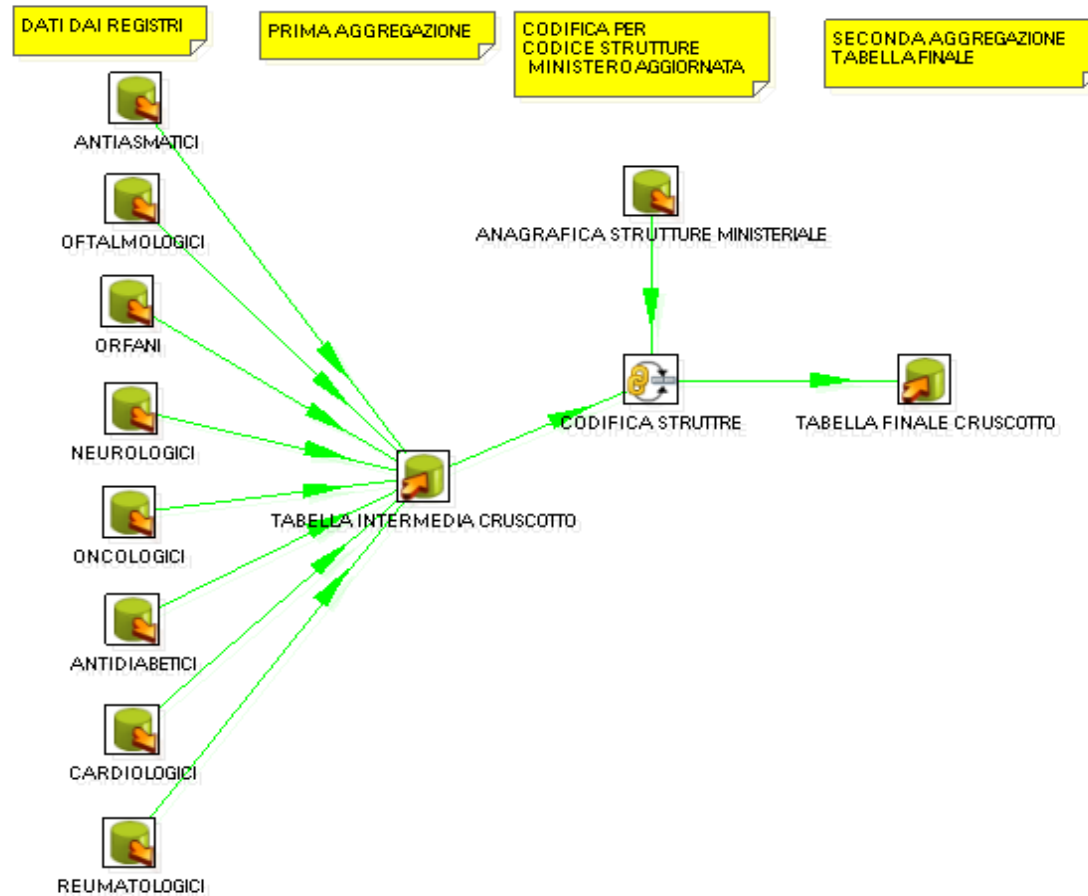 DATI DAI REGISTRI
PRIMA AGGREGAZIONE
CODIFICA PER
CODICE STRUTTURE
MINISTERO AGGIORNATA
SECONDA AGGREGAZIONE
TABELLA FINALE
ANTIASMATICI
OFTALMOLOGICI
ORFANI
NEUROLOGICI
ONCOLOGICI
ANTIDIABETICI
CARDIOLOGICI
REUMATOLOGICI
TABELLA INTERMEDIA CRUSCOTTO
ANAGRAFICA STRUTTURE MINISTERIALE
CODIFICA STRUTTRE
TABELLA FINALE CRUSCOTTO